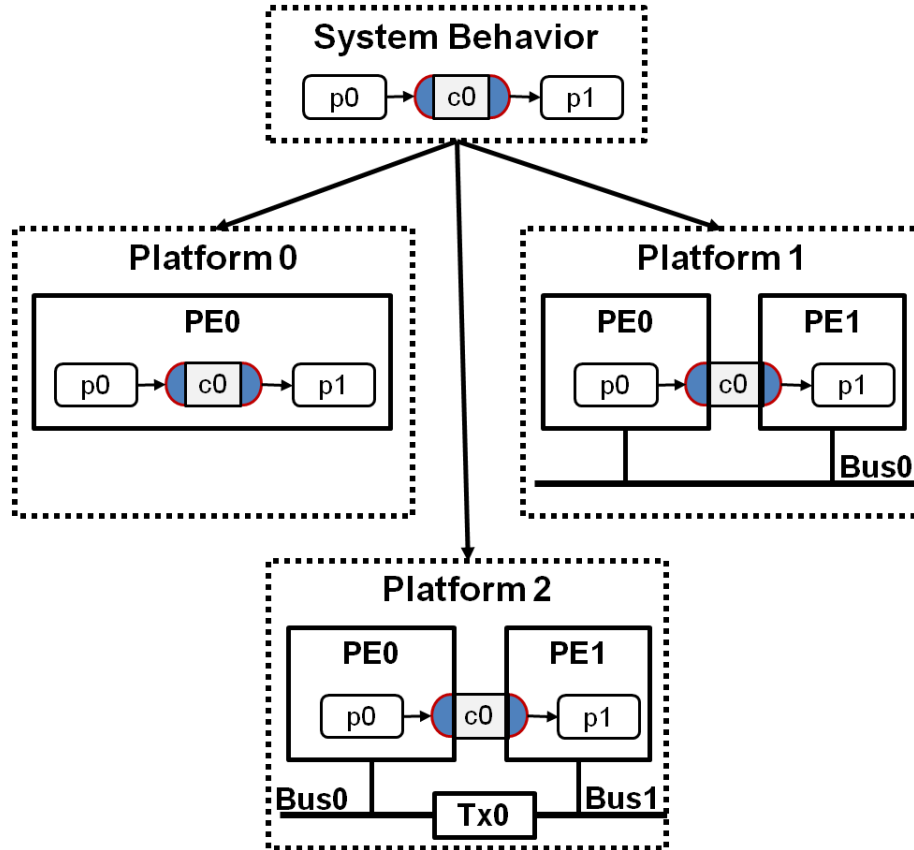 System Behavior
p0 c0 p1
Platform 0
PE0
p0 c0 p1
Platform 1
PE0 PE1
p0 c0 p1
Bus0
Platform 2
PE0 PE1
p0 c0 p1
Bus0 Tx0 Bus1